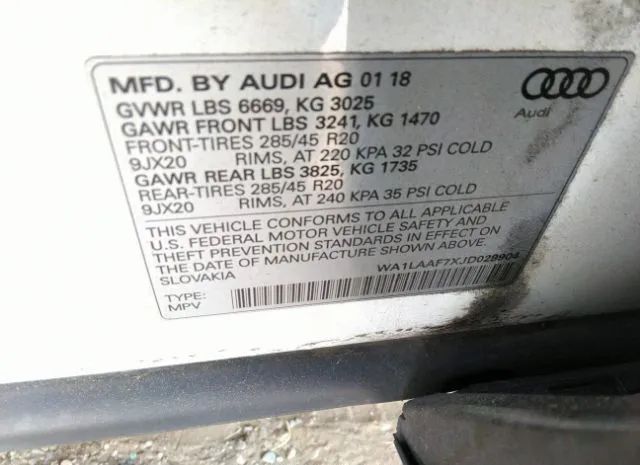 MFD. BY AUDI AG 01 18
GVWR LBS 6669, KG 3025
GAWR FRONT LBS 3241, KG 1470
FRONT-TIRES 285/45 R20
9JX20 RIMS, AT 220 KPA 32 PSI COLD
GAWR REAR LBS 3825, KG 1735
REAR-TIRES 285/45 R20
9JX20 RIMS, AT 240 KPA 35 PSI COLD
Audi
THIS VEHICLE CONFORMS TO ALL APPLICABLE
U.S. FEDERAL MOTOR VEHICLE SAFETY AND
THEFT PREVENTION STANDARDS IN EFFECT ON
THE DATE OF MANUFACTURE SHOWN ABOVE.
SLOVAKIA
WA1LAAF7XJD029904
TYPE:
MPV